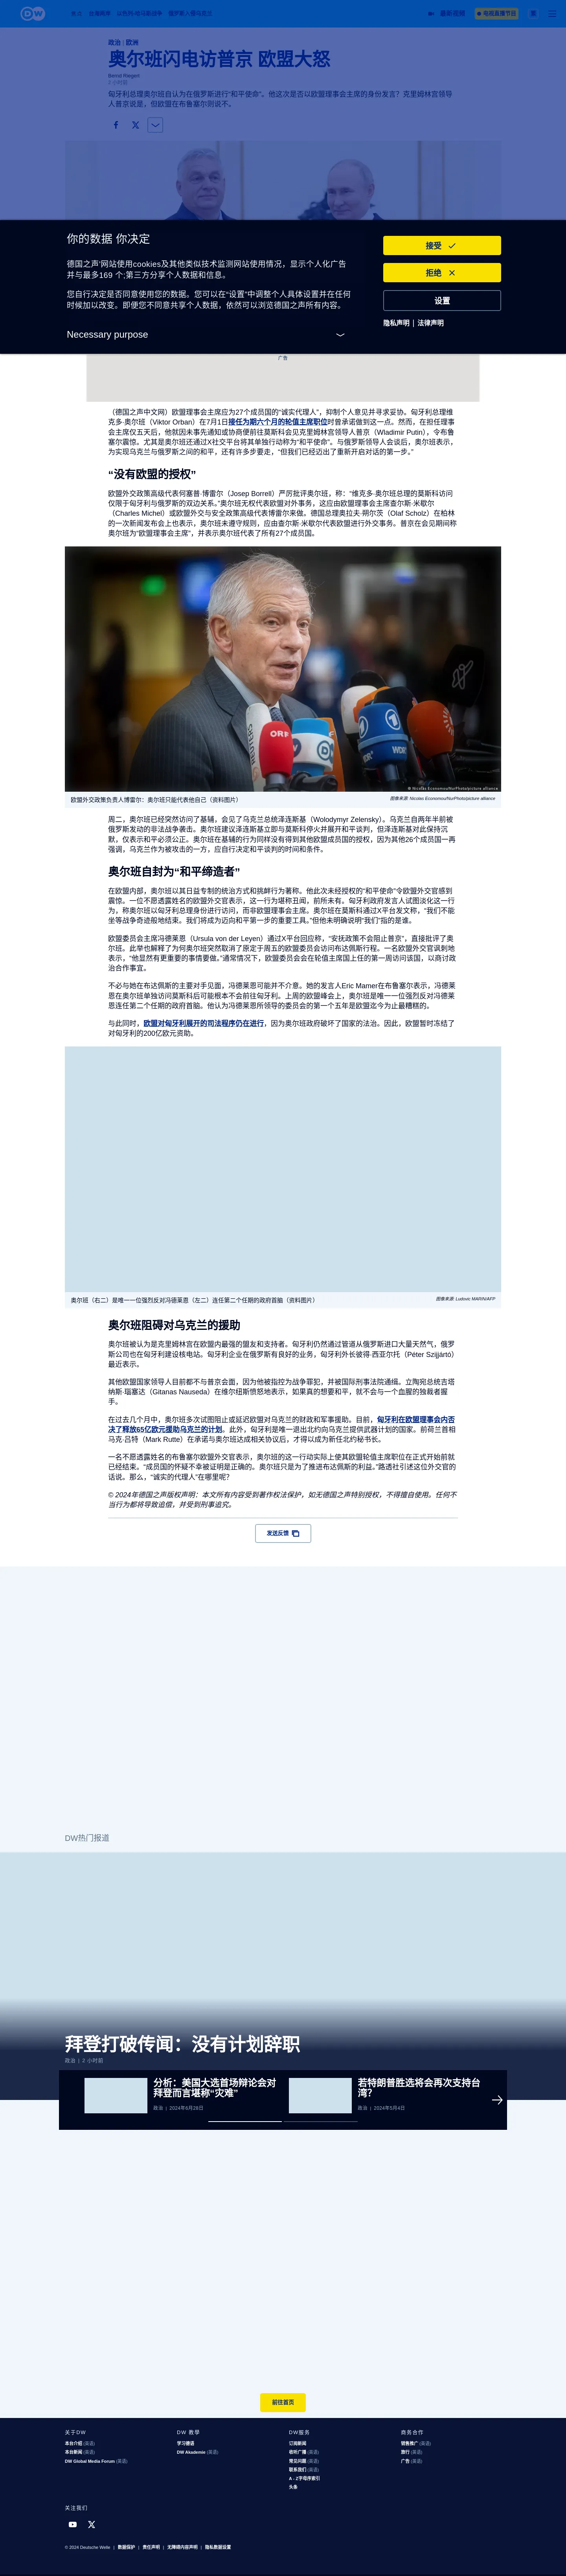 DW
最新视频
电视直播节目
政治 | 欧洲
奥尔班闪电访普京 欧盟大怒
Bernd Riegert
匈牙利总理奥尔班自认为在俄罗斯进行“和平使命”。他这次是否以欧盟理事会主席的身份发言？克里姆林宫领导
人普京说是，但欧盟在布鲁塞尔则说不。
你的数据 你决定
德国之声’网站使用cookies及其他类似技术监测网站使用情况，显示个人化广告
并与最多169 个;第三方分享个人数据和信息。
您自行决定是否同意使用您的数据。您可以在“设置”中调整个人具体设置并在任何
时候加以改变。即便您不同意共享个人数据，依然可以浏览德国之声所有内容。
Necessary purpose
接受
拒绝
设置
隐私声明 | 法律声明
广告
（德国之声中文网）欧盟理事会主席应为27个成员国的“诚实代理人”，抑制个人意见并寻求妥协。匈牙利总理维
克多·奥尔班（Viktor Orban）在7月1日接任为期六个月的轮值主席职位时曾承诺做到这一点。然而，在担任理事
会主席仅五天后，他就因未事先通知或协商便前往莫斯科会见克里姆林宫领导人普京（Wladimir Putin），令布鲁
塞尔震惊。尤其是奥尔班还通过X社交平台将其单独行动称为“和平使命”。与俄罗斯领导人会谈后，奥尔班表示，
为实现乌克兰与俄罗斯之间的和平，还有许多步要走，“但我们已经迈出了重新开启对话的第一步。”
“没有欧盟的授权”
欧盟外交政策高级代表何塞普·博雷尔（Josep Borrell）严厉批评奥尔班，称：“维克多·奥尔班总理的莫斯科访问
仅限于匈牙利与俄罗斯的双边关系。”奥尔班无权代表欧盟对外事务，这应由欧盟理事会主席查尔斯·米歇尔
（Charles Michel）或欧盟外交与安全政策高级代表博雷尔来做。德国总理奥拉夫·朔尔茨（Olaf Scholz）在柏林
的一次新闻发布会上也表示，奥尔班未遵守规则，应由查尔斯·米歇尔代表欧盟进行外交事务。普京在会见期间称
奥尔班为“欧盟理事会主席”，并表示奥尔班代表了所有27个成员国。
ORF
DW
WDR
© Nicolas Economou/NurPhoto/picture alliance
欧盟外交政策负责人博雷尔：奥尔班只能代表他自己（资料图片）
图像来源: Nicolas Economou/NurPhoto/picture alliance
周二，奥尔班已经突然访问了基辅，会见了乌克兰总统泽连斯基（Wolodymyr Zelensky）。乌克兰自两年半前被
俄罗斯发动的非法战争袭击。奥尔班建议泽连斯基立即与莫斯科停火并展开和平谈判，但泽连斯基对此保持沉
默，仅表示和平必须公正。奥尔班在基辅的行为同样没有得到其他欧盟成员国的授权，因为其他26个成员国一再
强调。乌克兰作为被攻击的一方，应自行决定和平谈判的时间和条件。
奥尔班自封为“和平缔造者”
在欧盟内部，奥尔班以其日益专制的统治方式和挑衅行为著称。他此次未经授权的“和平使命”令欧盟外交官感到
震惊。一位不愿透露姓名的欧盟外交官表示，这一行为堪称丑闻，前所未有。匈牙利政府发言人试图淡化这一行
为，称奥尔班以匈牙利总理身份进行访问，而非欧盟理事会主席。奥尔班在莫斯科通过X平台发文称，“我们不能
坐等战争奇迹般地结束。我们将成为迈向和平第一步的重要工具。”但他未明确说明“我们”指的是谁。
欧盟委员会主席冯德莱恩（Ursula von der Leyen）通过X平台回应称，“安抚政策不会阻止普京”，直接批评了奥
尔班。此举也解释了为何奥尔班突然取消了原定于周五的欧盟委员会访问布达佩斯行程。一名欧盟外交官讽刺地
表示，“他显然有更重要的事情要做。”通常情况下，欧盟委员会会在轮值主席国上任的第一周访问该国，以商讨政
治合作事宜。
不必与她在布达佩斯的主要对手见面，冯德莱恩可能并不介意。她的发言人Eric Mamer在布鲁塞尔表示，冯德莱
恩在奥尔班单独访问莫斯科后可能根本不会前往匈牙利。上周的欧盟峰会上，奥尔班是唯一一位强烈反对冯德莱
恩连任第二个任期的政府首脑。他认为冯德莱恩所领导的委员会的第一个五年是欧盟迄今为止最糟糕的。
与此同时，欧盟对匈牙利展开的司法程序仍在进行，因为奥尔班政府破坏了国家的法治。因此，欧盟暂时冻结了
对匈牙利的200亿欧元资助。
奥尔班（右二）是唯一一位强烈反对冯德莱恩（左二）连任第二个任期的政府首脑（资料图片）
图像来源: Ludovic MARIN/AFP
奥尔班阻碍对乌克兰的援助
奥尔班被认为是克里姆林宫在欧盟内最强的盟友和支持者。匈牙利仍然通过管道从俄罗斯进口大量天然气，俄罗
斯公司也在匈牙利建设核电站。匈牙利企业在俄罗斯有良好的业务，匈牙利外长彼得·西亚尔托（Péter Szijjártó）
最近表示。
其他欧盟国家领导人目前都不与普京会面，因为他被指控为战争罪犯，并被国际刑事法院通缉。立陶宛总统吉塔
纳斯·瑙塞达（Gitanas Nauseda）在维尔纽斯愤怒地表示，如果真的想要和平，就不会与一个血腥的独裁者握
手。
在过去几个月中，奥尔班多次试图阻止或延迟欧盟对乌克兰的财政和军事援助。目前，匈牙利在欧盟理事会内否
决了释放65亿欧元援助乌克兰的计划。此外，匈牙利是唯一退出北约向乌克兰提供武器计划的国家。前荷兰首相
马克·吕特（Mark Rutte）在承诺与奥尔班达成相关协议后，才得以成为新任北约秘书长。
一名不愿透露姓名的布鲁塞尔欧盟外交官表示，奥尔班的这一行动实际上使其欧盟轮值主席职位在正式开始前就
已经结束。“成员国的怀疑不幸被证明是正确的。奥尔班只是为了推进布达佩斯的利益。”路透社引述这位外交官的
话说。那么，“诚实的代理人”在哪里呢？
© 2024年德国之声版权声明：本文所有内容受到著作权法保护，如无德国之声特别授权，不得擅自使用。任何不
当行为都将导致追偿，并受到刑事追究。
发送反馈
DW热门报道
拜登打破传闻：没有计划辞职
政治 | 2 小时前
分析：美国大选首场辩论会对
拜登而言堪称“灾难”
政治 | 2024年6月28日
若特朗普胜选将会再次支持台
湾？
政治 | 2024年5月4日
前往首页
关于DW
本台介绍 (英语)
本台新闻 (英语)
DW Global Media Forum (英语)
DW 教学
学习德语
DW Akademie (英语)
DW服务
订阅新闻
收听广播 (英语)
常见问题 (英语)
联系我们 (英语)
A - Z字母序索引
头条
商务合作
销售推广 (英语)
旅行 (英语)
广告 (英语)
关注我们
© 2024 Deutsche Welle | 数据保护 | 责任声明 | 无障碍内容声明 | 隐私数据设置